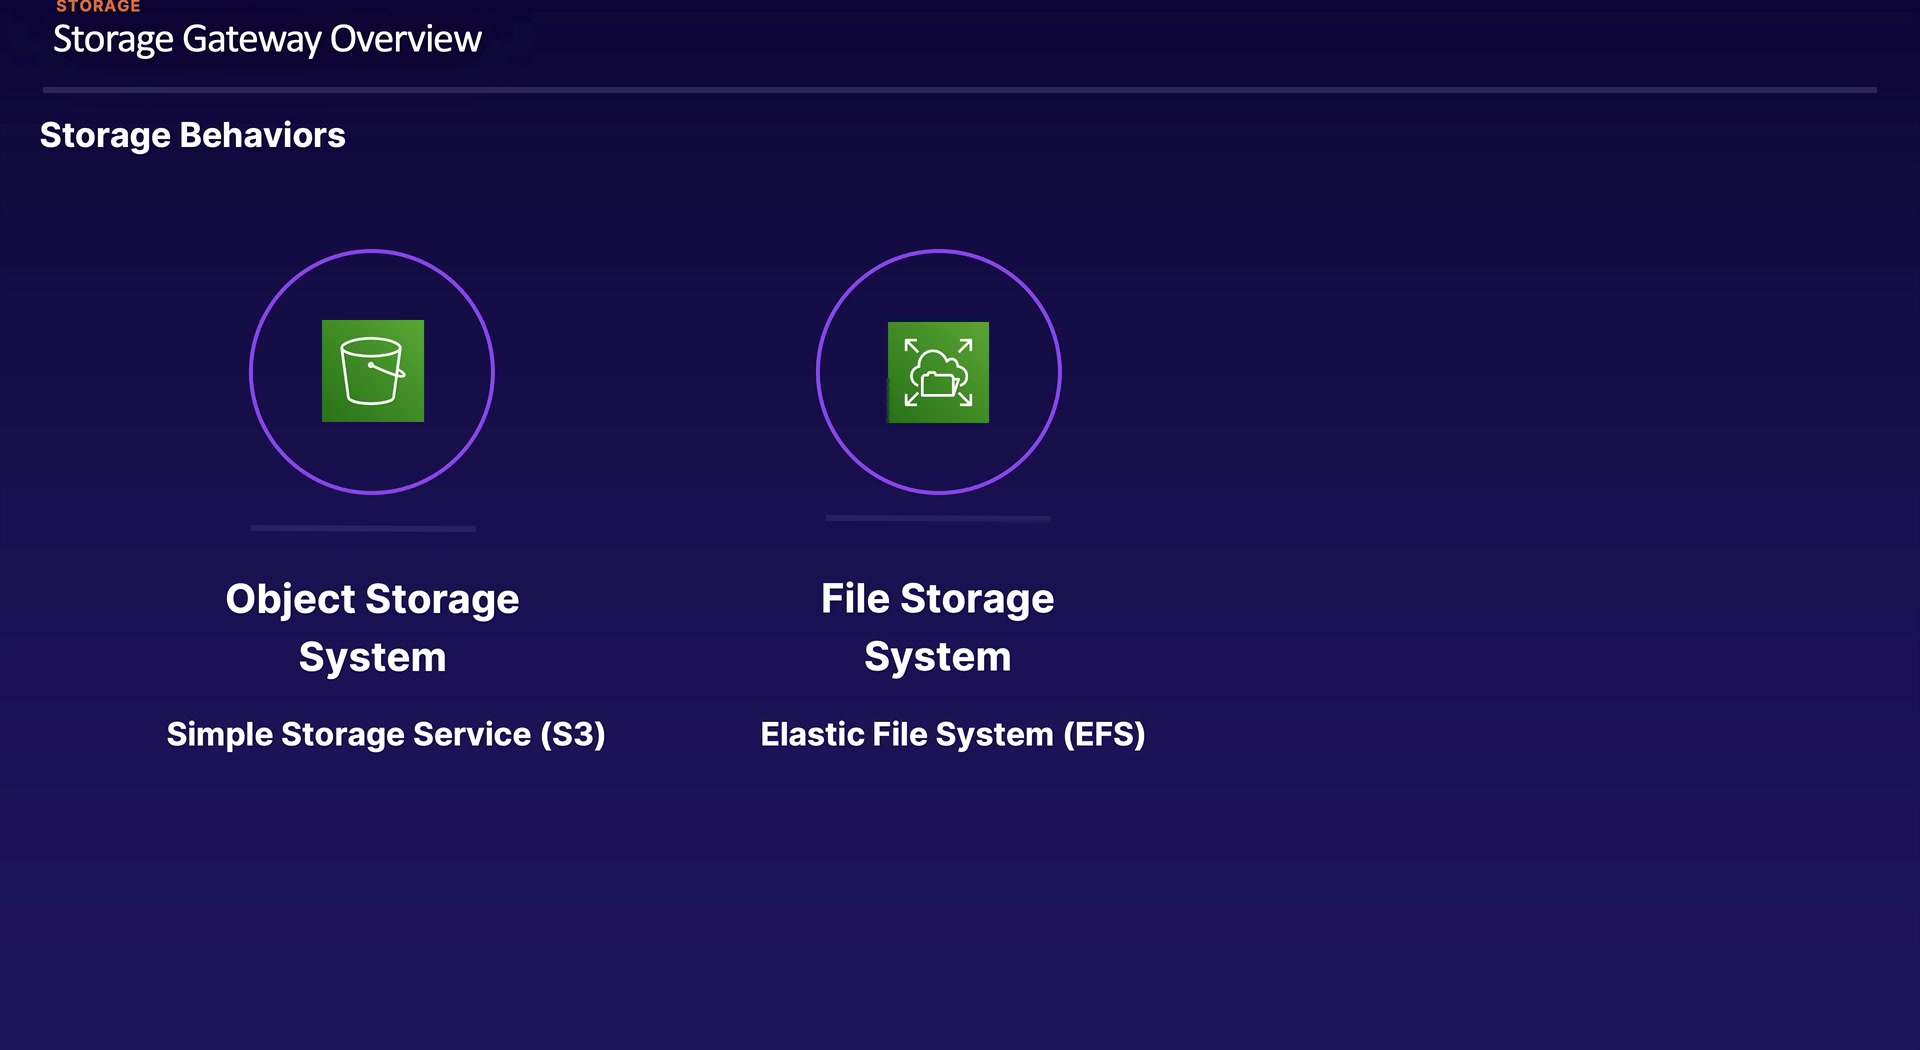 STORAGE
Storage Gateway Overview
Storage Behaviors
Object Storage
System
Simple Storage Service (S3)
File Storage
System
Elastic File System (EFS)